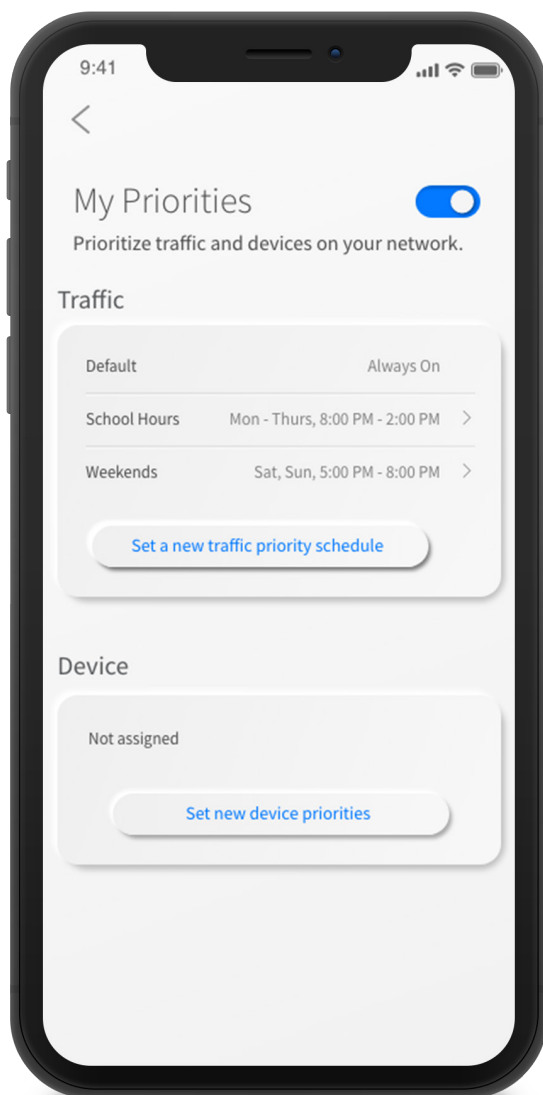 9:41
My Priorities
Prioritize traffic and devices on your network.
Traffic
Default Always On
School Hours Mon - Thurs, 8:00 PM - 2:00 PM
Weekends Sat, Sun, 5:00 PM - 8:00 PM
Set a new traffic priority schedule
Device
Not assigned
Set new device priorities